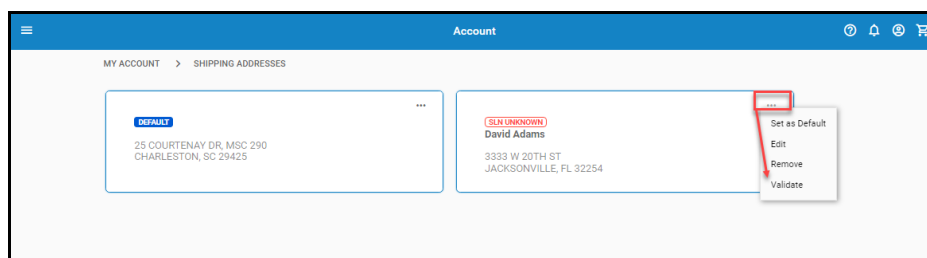 Account
MY ACCOUNT > SHIPPING ADDRESSES
DEFAULT
25 COURTENAY DR, MSC 290
CHARLESTON, SC 29425
SLN UNKNOWN
David Adams
3333 W 20TH ST
JACKSONVILLE, FL 32254
Set as Default
Edit
Remove
Validate